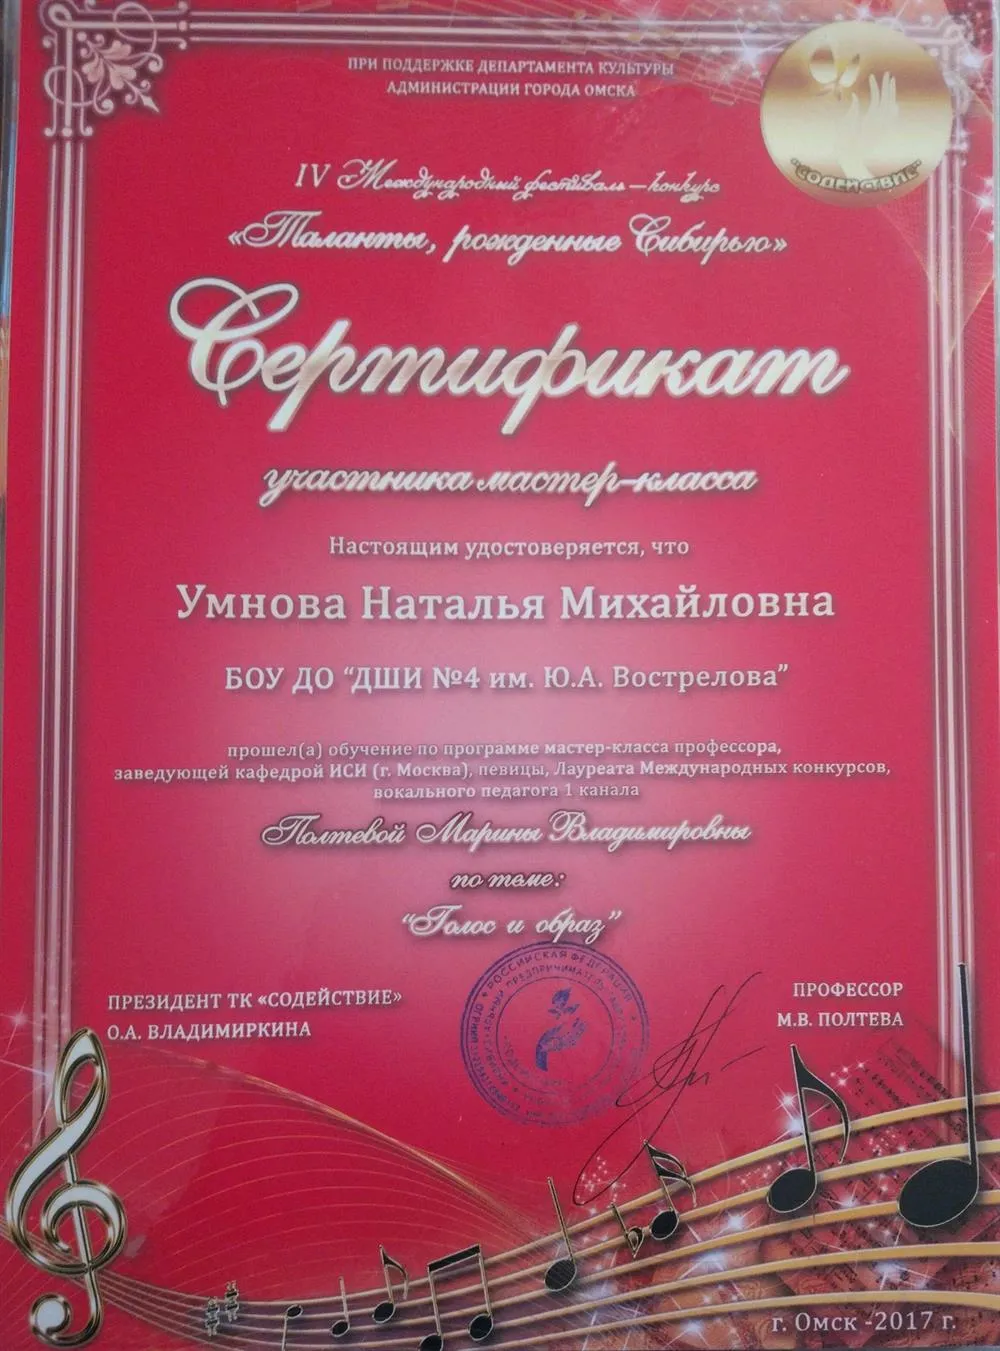 ПРИ ПОДДЕРЖКЕ ДЕПАРТАМЕНТА КУЛЬТУРЫ
АДМИНИСТРАЦИИ ГОРОДА ОМСКА
"СОДЕЙСТВИЕ"
IV Международный фестиваль – конкурс
«Таланты, рожденные Сибирью»
Сертификат
участника мастер-класса
Настоящим удостоверяется, что
Умнова Наталья Михайловна
БОУ ДО "ДШИ №4 им. Ю.А. Вострелова"
прошел(а) обучение по программе мастер-класса профессора,
заведующей кафедрой ИСИ (г. Москва), певицы, Лауреата Международных конкурсов,
вокального педагога 1 канала
Полтевой Марины Владимировны
по теме:
"Голос и образ"
РОССИЙСКАЯ ФЕДЕРАЦИЯ
ПРЕЗИДЕНТ ТК «СОДЕЙСТВИЕ»
О.А. ВЛАДИМИРКИНА
ПРОФЕССОР
М.В. ПОЛТЕВА
г. Омск -2017 г.